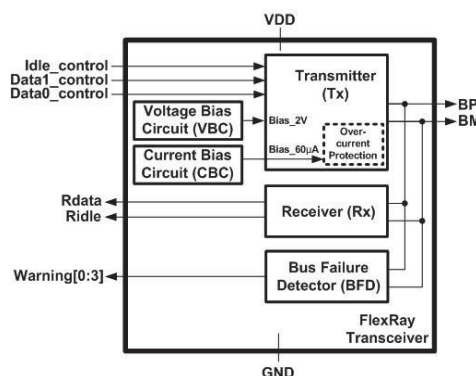 VDD
Idle_control
Data1_control
Data0_control
Transmitter
(Tx)
BP
BM
Voltage Bias
Circuit (VBC)
Bias_2V
Over-
current
Protection
Current Bias
Circuit (CBC)
Bias_60μA
Rdata
Ridle
Receiver (Rx)
Warning[0:3]
Bus Failure
Detector (BFD)
FlexRay
Transceiver
GND